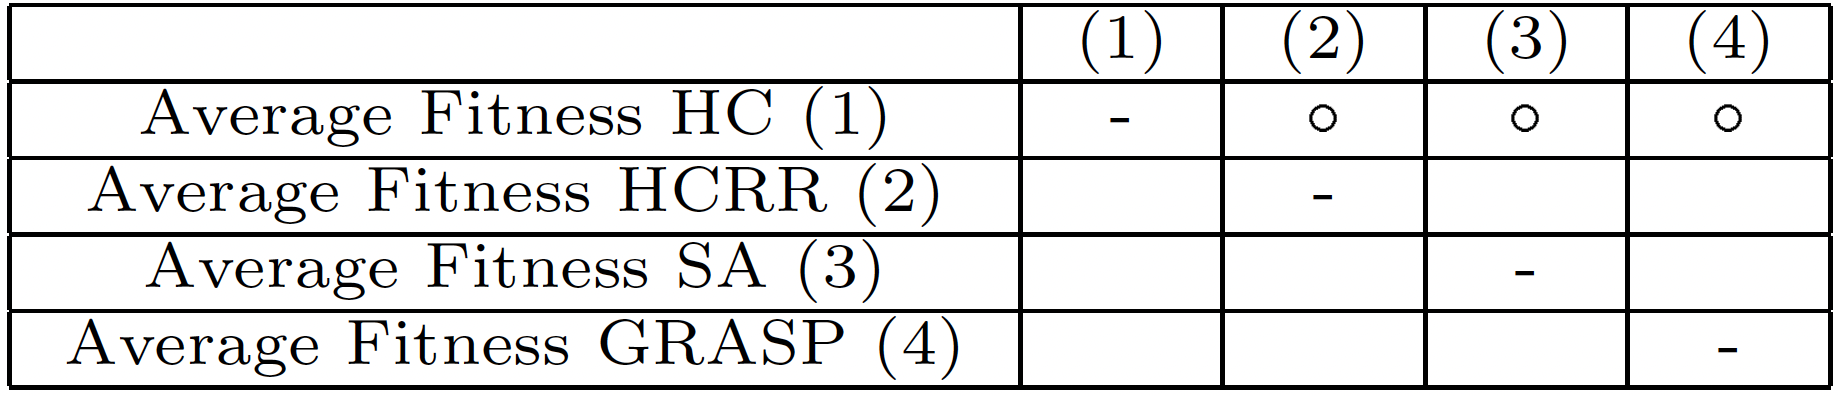 (1) (2) (3) (4)
Average Fitness HC (1) - ∘ ∘ ∘
Average Fitness HCRR (2) -
Average Fitness SA (3) -
Average Fitness GRASP (4) -